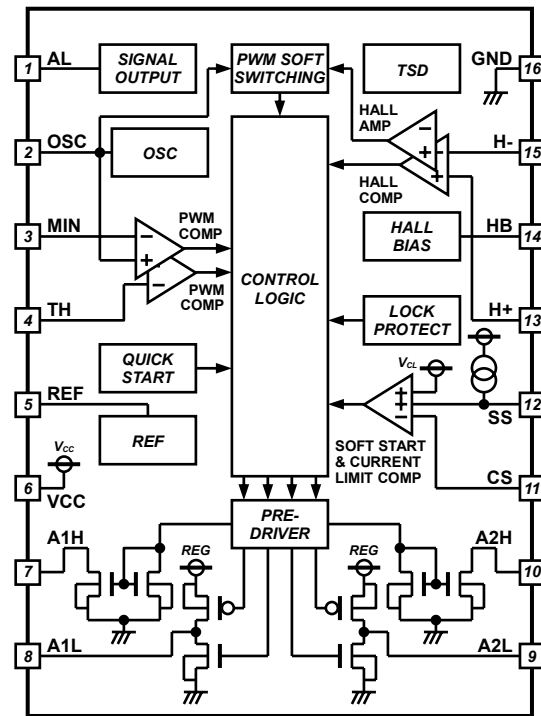 1
AL
SIGNAL
OUTPUT
PWM SOFT
SWITCHING
TSD
GND
16
HALL
AMP
2
OSC
OSC
−
+
−
+
H-
15
HALL
COMP
3
MIN
−
+
−
PWM
COMP
PWM
COMP
CONTROL
LOGIC
HALL
BIAS
HB
14
4
TH
LOCK
PROTECT
H+
13
QUICK
START
VCL
+
+
−
SS
12
5
REF
REF
SOFT START
& CURRENT
LIMIT COMP
CS
11
VCC
6
VCC
PRE-
DRIVER
7
A1H
REG
REG
A2H
10
8
A1L
A2L
9